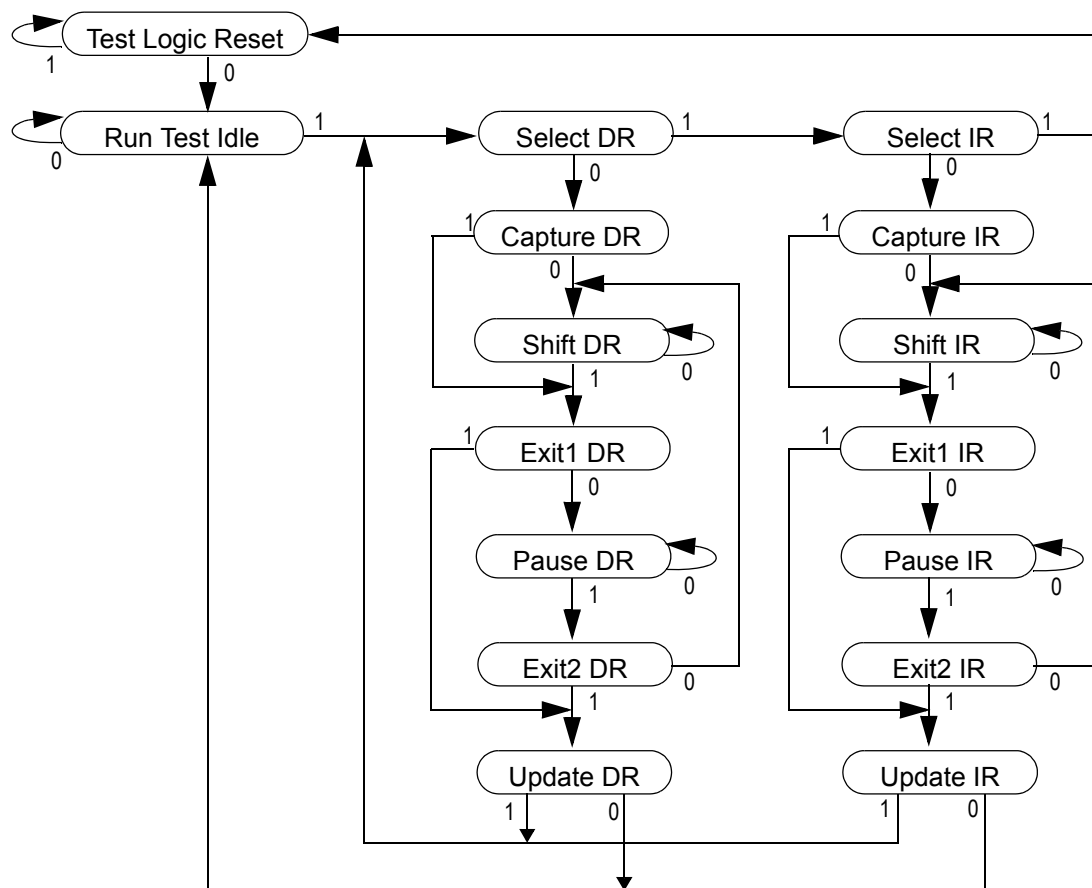 Test Logic Reset
1
0
Run Test Idle
1
Select DR
1
Select IR
1
0
0
0
1
Capture DR
1
Capture IR
0
0
Shift DR
0
Shift IR
0
1
1
1
Exit1 DR
1
Exit1 IR
0
0
Pause DR
0
Pause IR
0
1
1
Exit2 DR
0
Exit2 IR
0
1
1
Update DR
Update IR
1
0
1
0